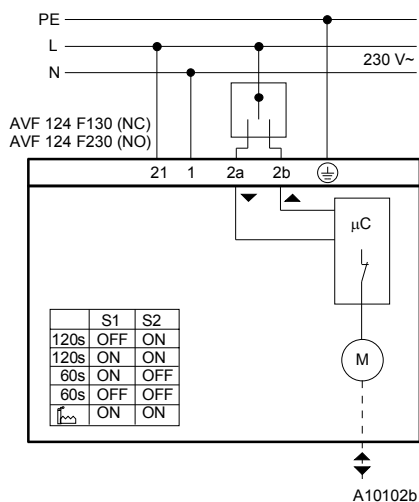 PE
L
N
230 V~
AVF 124 F130 (NC)
AVF 124 F230 (NO)
21 1 2a 2b
µC
M
S1 S2
120s OFF ON
120s ON ON
60s ON OFF
60s OFF OFF
ON ON
A10102b